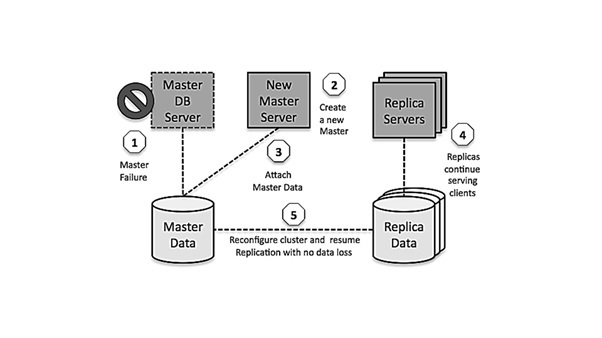 Master
DB
Server
New
Master
Server
2
Create
a new
Master
Replica
Servers
1
Master
Failure
3
Attach
Master Data
4
Replicas
continue
serving
clients
Master
Data
5
Reconfigure cluster and resume
Replication with no data loss
Replica
Data